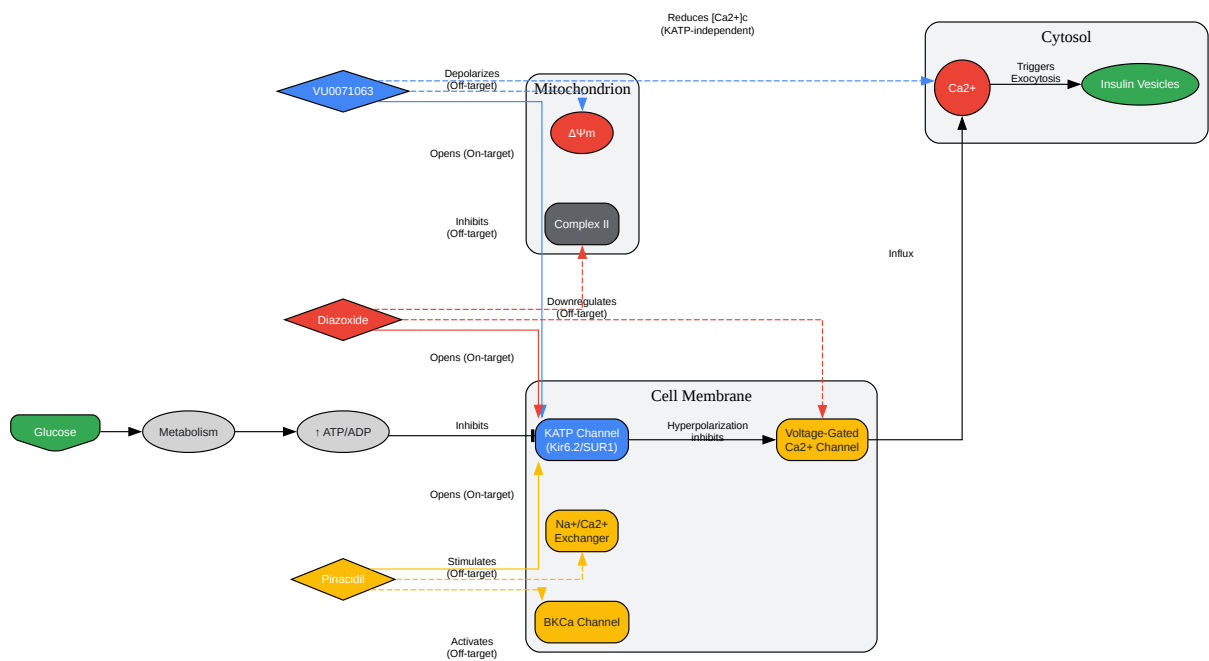 Reduces [Ca2+]c
(KATP-independent)
Cytosol
Triggers
Exocytosis
Ca2+
Insulin Vesicles
Depolarizes
(Off-target)
VU0071063
Mitochondrion
ΔΨm
Opens (On-target)
Complex II
Inhibits
(Off-target)
Influx
Downregulates
(Off-target)
Diazoxide
Opens (On-target)
Cell Membrane
Glucose
Metabolism
↑ ATP/ADP
Inhibits
KATP Channel
(Kir6.2/SUR1)
Hyperpolarization
inhibits
Voltage-Gated
Ca2+ Channel
Opens (On-target)
Na+/Ca2+
Exchanger
Stimulates
(Off-target)
Pinacidil
BKCa Channel
Activates
(Off-target)